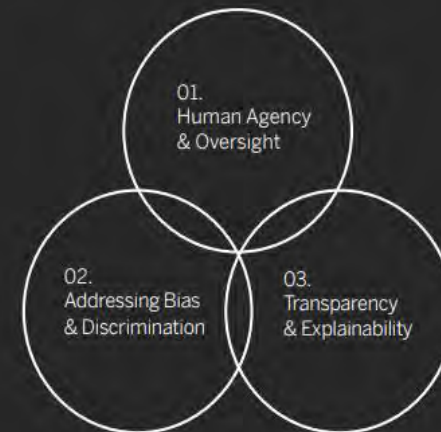 01.
Human Agency
& Oversight
02.
Addressing Bias
& Discrimination
03.
Transparency
& Explainability